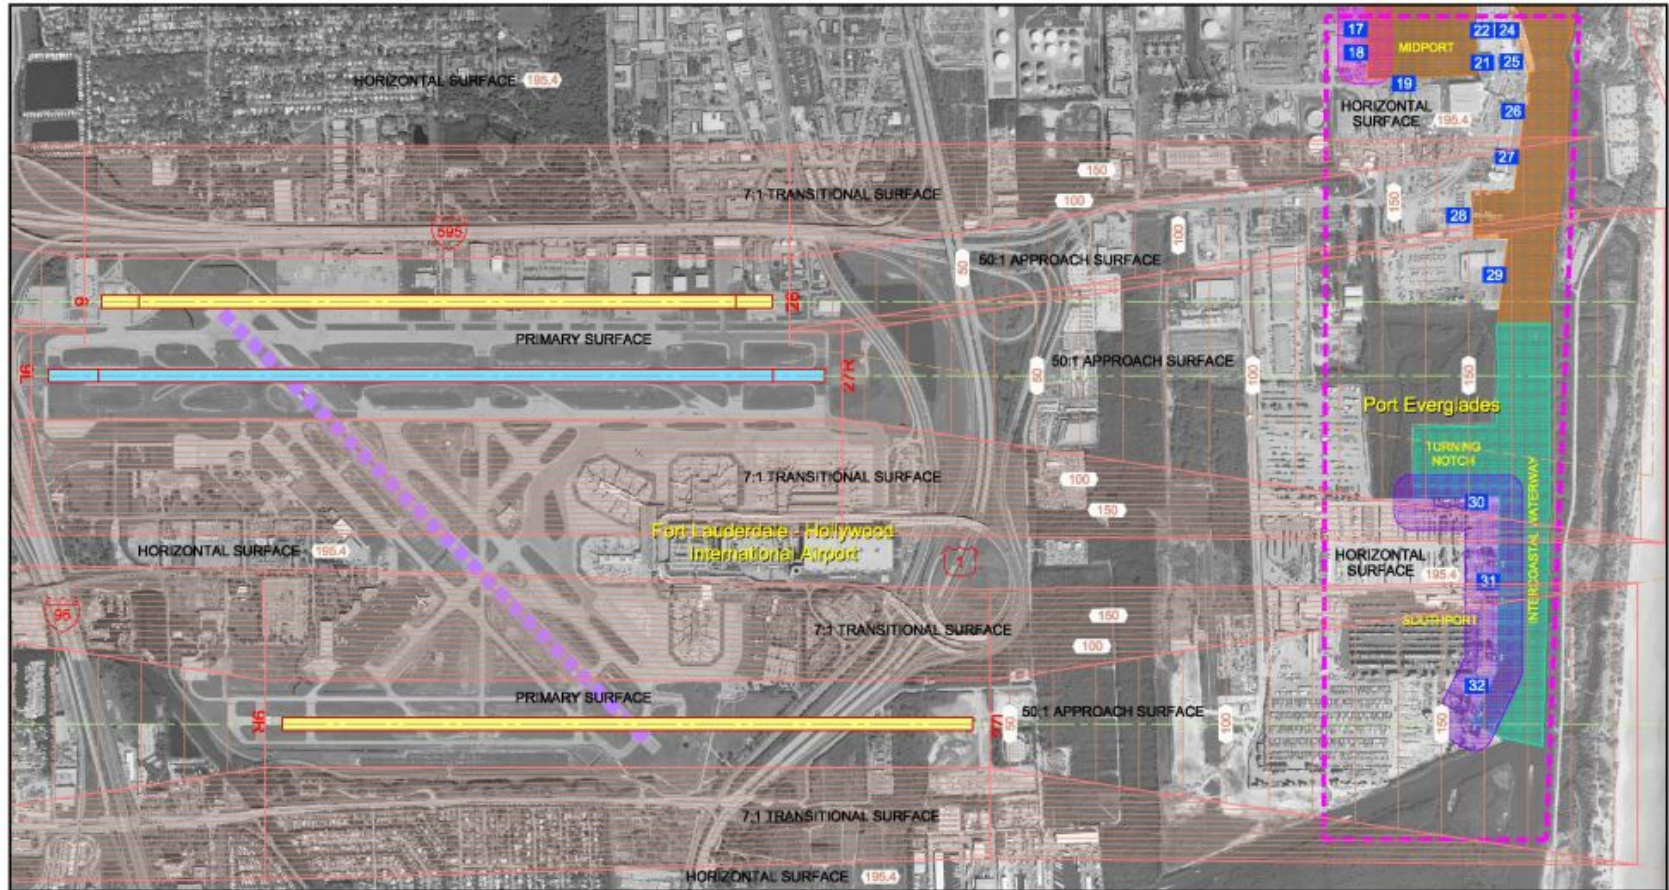 17
22
24
MIDPORT
18
21
25
HORIZONTAL SURFACE
195.4
19
HORIZONTAL
SURFACE
195.4
26
27
150
7:1 TRANSITIONAL SURFACE
100
150
28
595
100
50:1 APPROACH SURFACE
50
29
8
26
PRIMARY SURFACE
50:1 APPROACH SURFACE
9L
27R
50
100
150
Port Everglades
TURNING
NOTCH
7:1 TRANSITIONAL SURFACE
100
150
30
Fort Lauderdale - Hollywood
International Airport
HORIZONTAL SURFACE
195.4
1
HORIZONTAL
SURFACE
195.4
31
INTERCOASTAL WATERWAY
95
150
SOUTHPORT
7:1 TRANSITIONAL SURFACE
100
32
PRIMARY SURFACE
9R
50
50:1 APPROACH SURFACE
100
150
7:1 TRANSITIONAL SURFACE
HORIZONTAL SURFACE
195.4